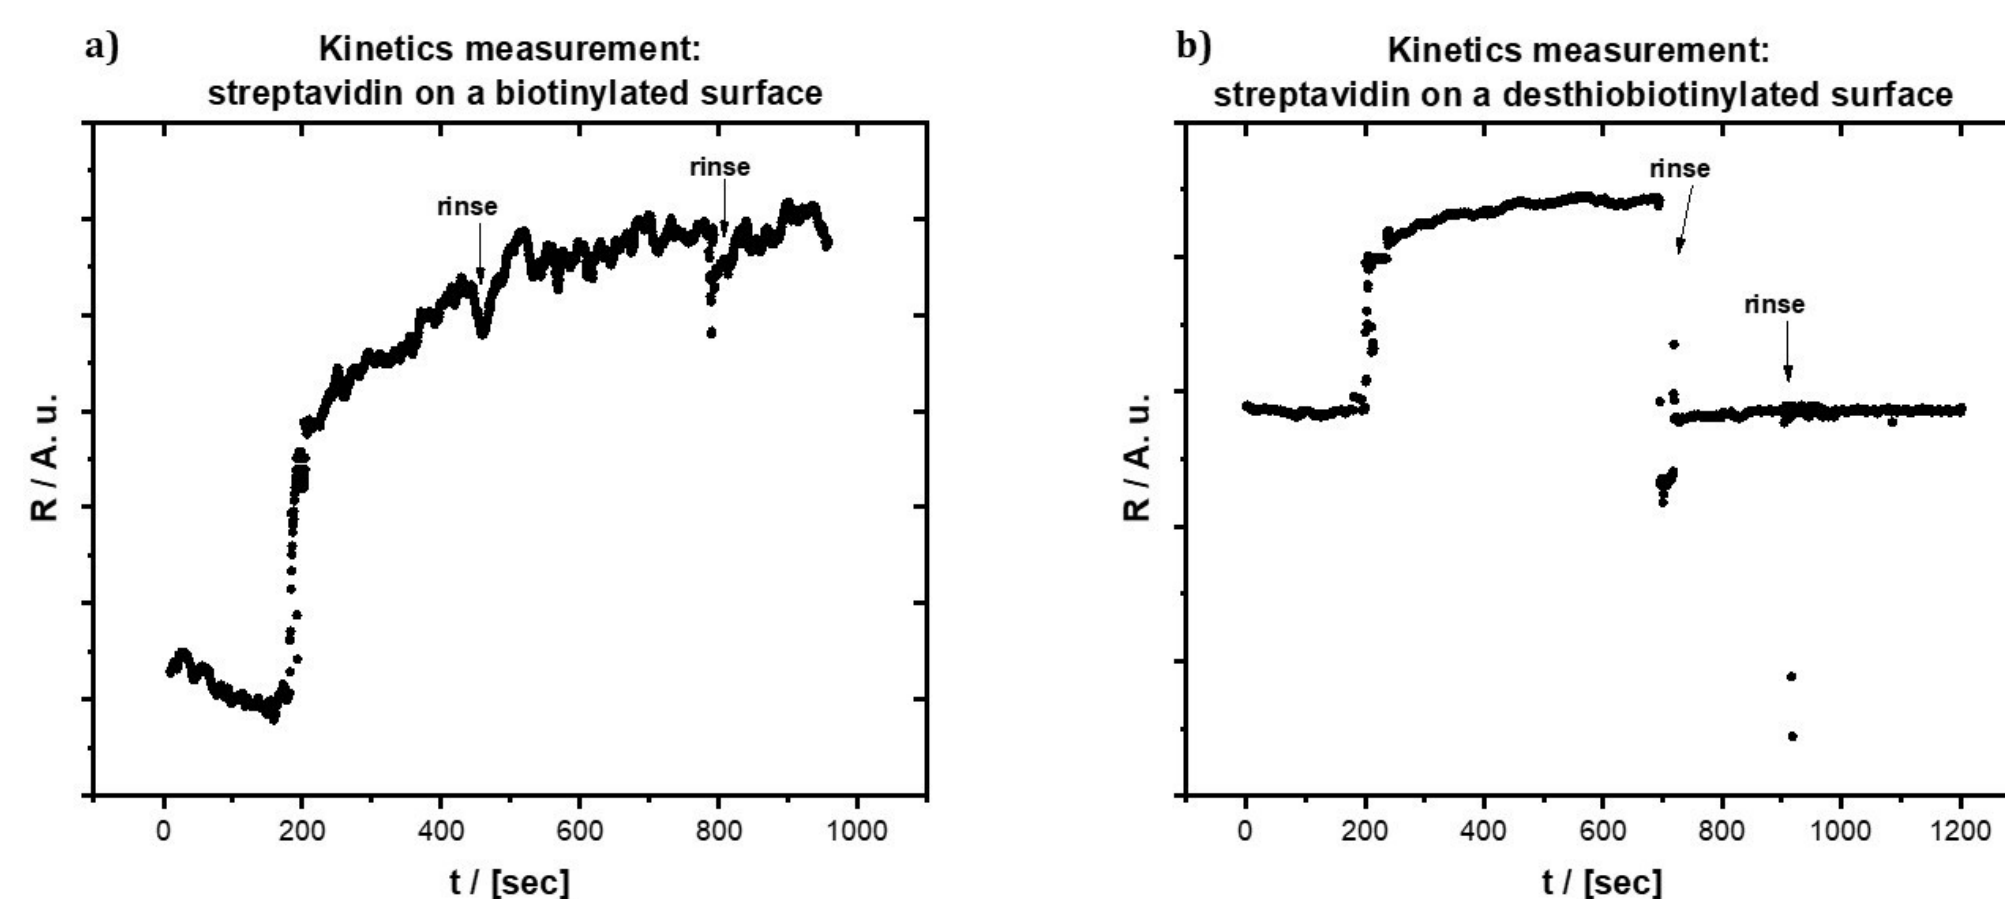 a)
Kinetics measurement:
streptavidin on a biotinylated surface
rinse
rinse
R / A. u.
0 200 400 600 800 1000
t / [sec]
b)
Kinetics measurement:
streptavidin on a desthiobiotinylated surface
rinse
rinse
R / A. u.
0 200 400 600 800 1000 1200
t / [sec]